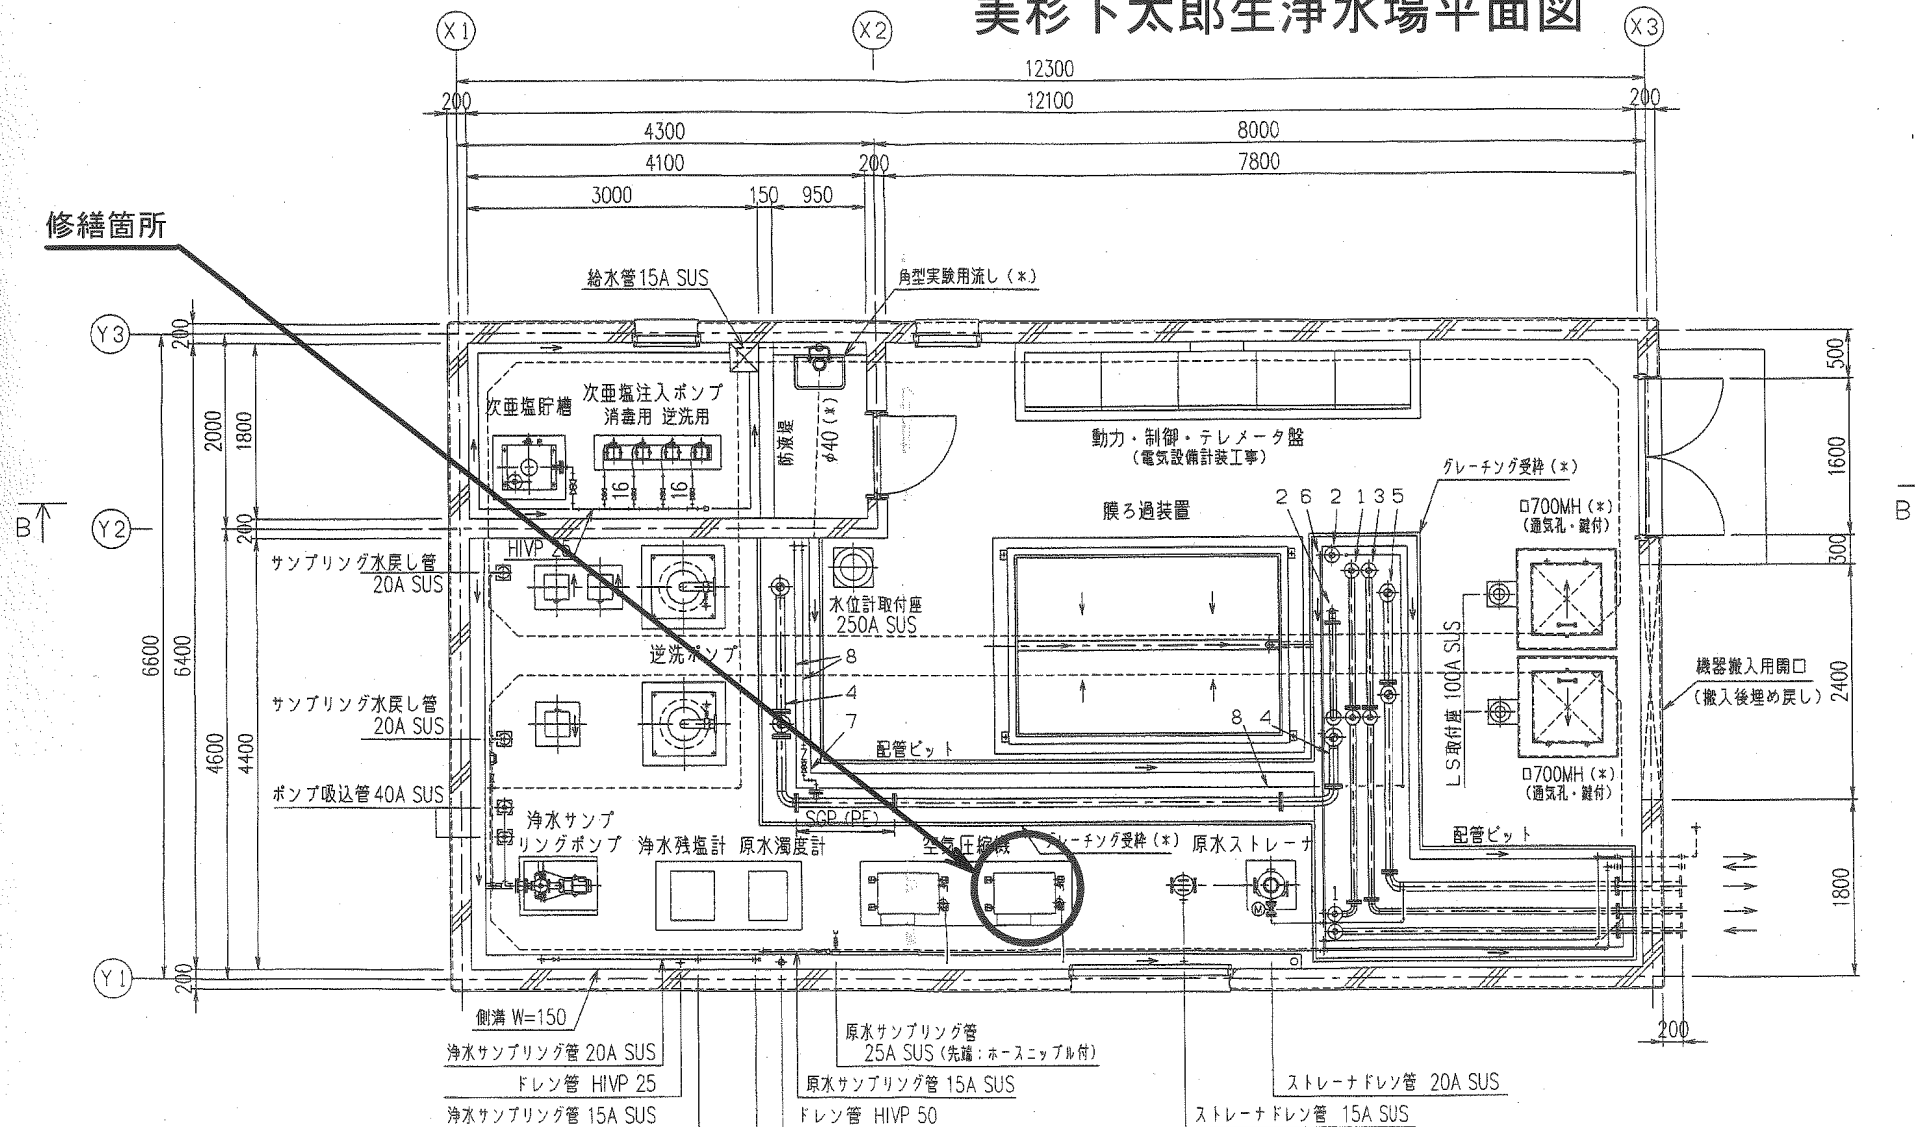 美杉下太郎生浄水場平面図
X1
X2
X3
12300
200
12100
200
4300
8000
4100
200
7800
3000
150
950
修繕箇所
給水管15A SUS
角型実験用流し (*)
Y3
200
500
次亜塩貯槽
次亜塩注入ポンプ
消毒用 逆洗用
防液堤
φ40 (*)
動力・制御・テレメータ盤
(電気設備計装工事)
2000
1800
1600
グレーチング受枠 (*)
16
16
膜ろ過装置
2 6 2 1 3 5
□700MH (*)
(通気孔・鍵付)
B
B
Y2
200
300
HIVP 25
サンプリング水戻し管
20A SUS
水位計取付座
250A SUS
逆洗ポンプ
8
4
7
6600
6400
サンプリング水戻し管
20A SUS
LS取付座 100A SUS
機器搬入用開口
(搬入後埋め戻し)
2400
8 4
配管ピット
4600
4400
□700MH (*)
(通気孔・鍵付)
ポンプ吸込管40A SUS
SGP (PE)
浄水サンプ
リングポンプ
浄水残塩計
原水濁度計
空気圧縮機
グレーチング受枠 (*)
原水ストレーナ
配管ピット
M
1
1800
Y1
200
側溝 W=150
200
浄水サンプリング管 20A SUS
原水サンプリング管
25A SUS (先端:ホースニップル付)
ドレン管 HIVP 25
原水サンプリング管 15A SUS
ストレーナドレン管 20A SUS
浄水サンプリング管 15A SUS
ドレン管 HIVP 50
ストレーナドレン管 15A SUS